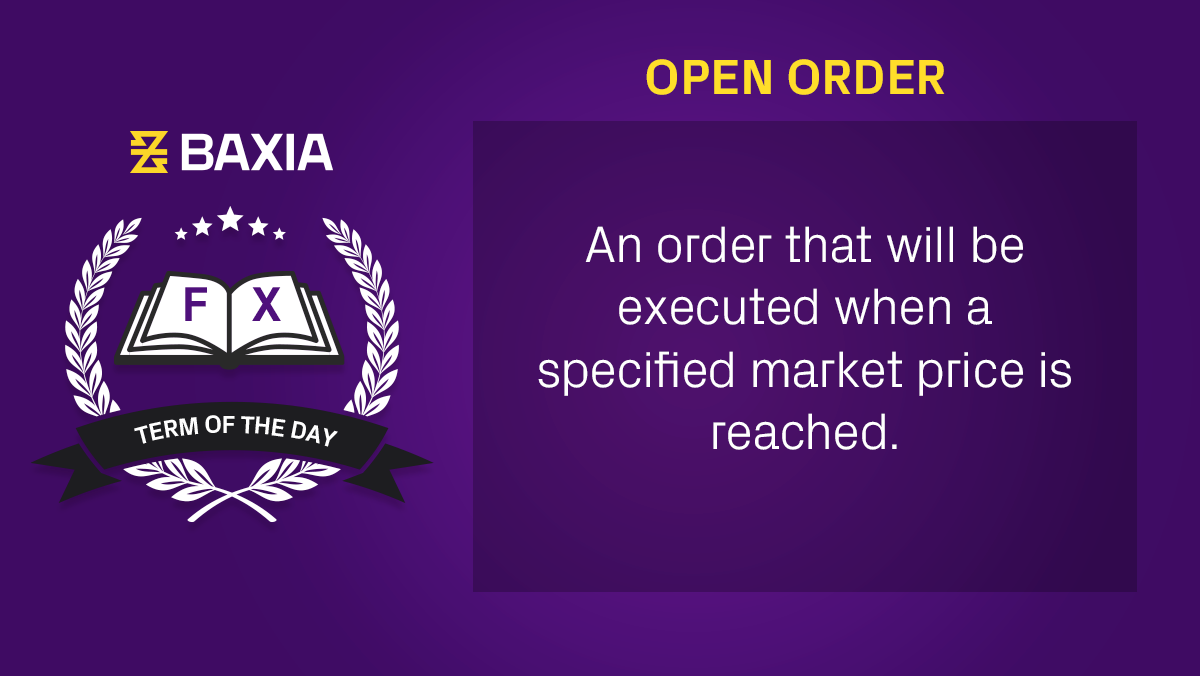 OPEN ORDER
BAXIA
F X
TERM OF THE DAY
An order that will be
executed when a
specified market price is
reached.